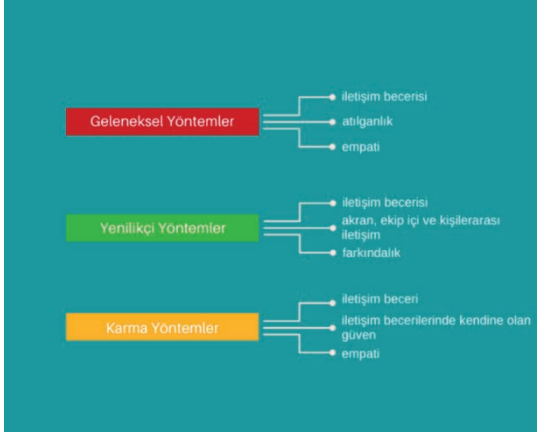 Geleneksel Yöntemler
iletişim becerisi
atılganlık
empati
Yenilikçi Yöntemler
iletişim becerisi
akran, ekip içi ve kişilerarası
iletişim
farkındalık
Karma Yöntemler
iletişim beceri
iletişim becerilerinde kendine olan
güven
empati